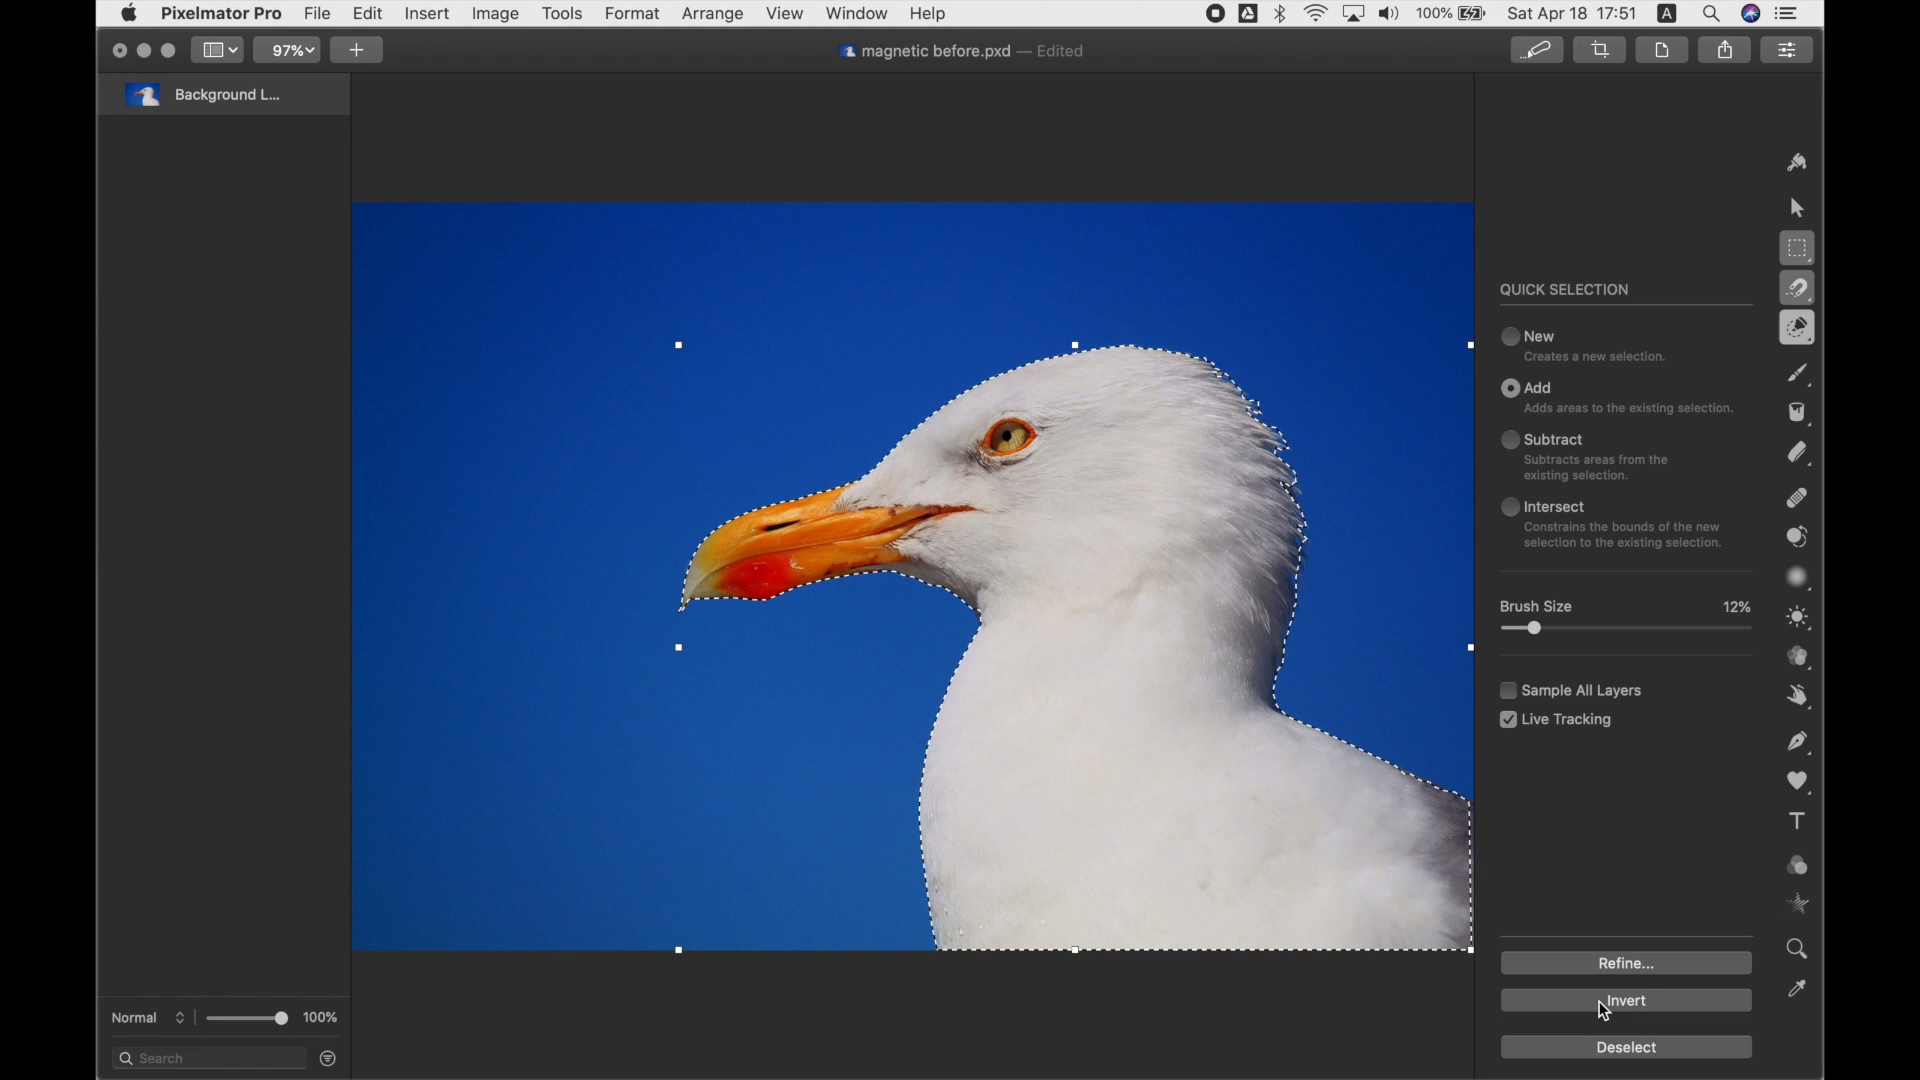 Pixelmator Pro File Edit Insert Image Tools Format Arrange View Window Help 100% Sat Apr 18 17:51 A
97% magnetic before.pxd — Edited
Background L...
QUICK SELECTION
New
Creates a new selection.
Add
Adds areas to the existing selection.
Subtract
Subtracts areas from the
existing selection.
Intersect
Constrains the bounds of the new
selection to the existing selection.
Brush Size 12%
Sample All Layers
Live Tracking
T
Refine...
Invert
Deselect
Normal 100%
Search